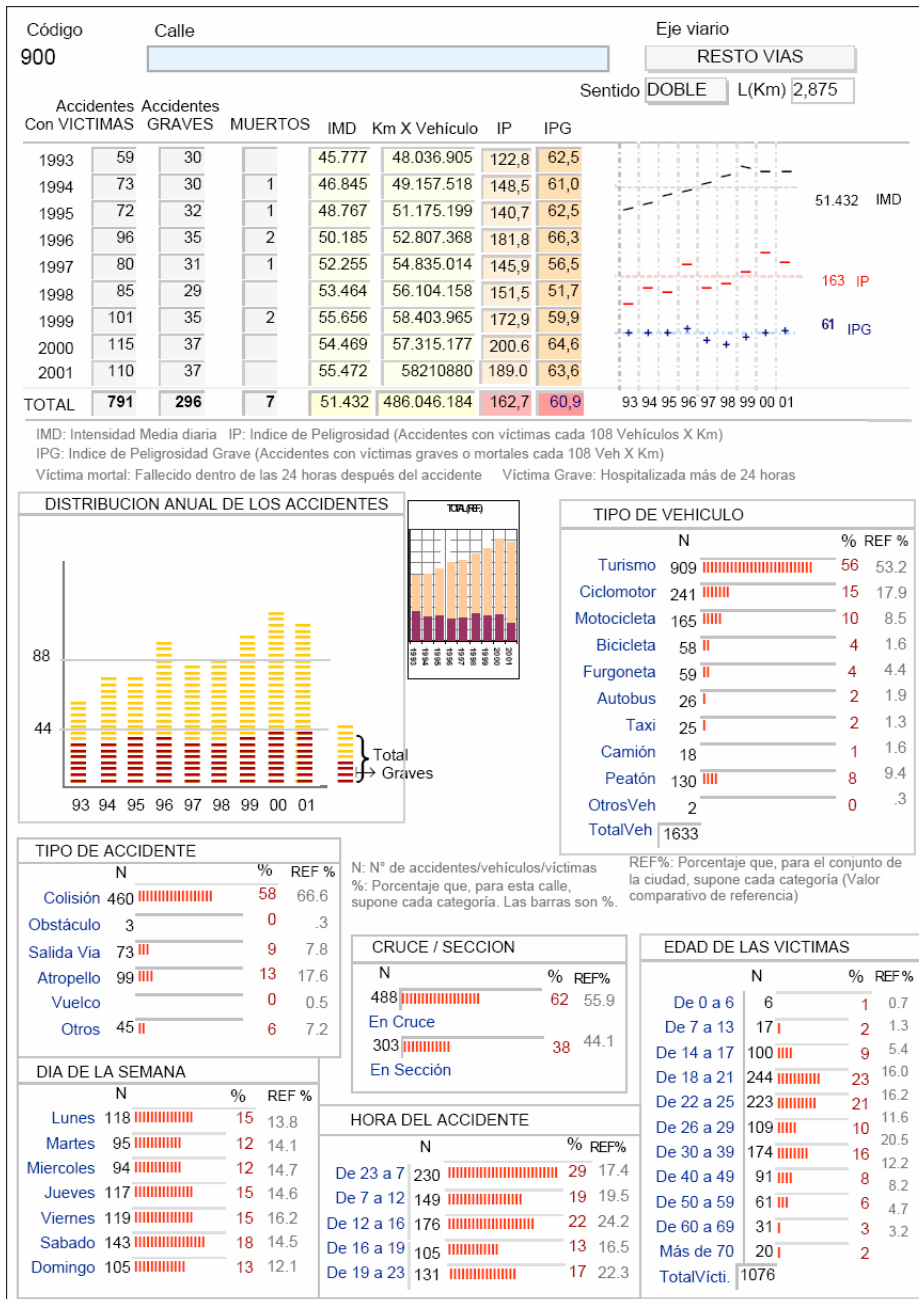 Código Calle Eje viario
900 RESTO VIAS
Sentido DOBLE L(Km) 2,875
Accidentes Accidentes
Con VICTIMAS GRAVES MUERTOS IMD Km X Vehículo IP IPG
1993 59 30 45.777 48.036.905 122,8 62,5
1994 73 30 1 46.845 49.157.518 148,5 61,0
1995 72 32 1 48.767 51.175.199 140,7 62,5
1996 96 35 2 50.185 52.807.368 181,8 66,3
1997 80 31 1 52.255 54.835.014 145,9 56,5
1998 85 29 53.464 56.104.158 151,5 51,7
1999 101 35 2 55.656 58.403.965 172,9 59,9
2000 115 37 54.469 57.315.177 200.6 64,6
2001 110 37 55.472 58210880 189.0 63,6
TOTAL 791 296 7 51.432 486.046.184 162,7 60,9
51.432 IMD
163 IP
61 IPG
93 94 95 96 97 98 99 00 01
IMD: Intensidad Media diaria IP: Indice de Peligrosidad (Accidentes con víctimas cada 108 Vehículos X Km)
IPG: Indice de Peligrosidad Grave (Accidentes con víctimas graves o mortales cada 108 Veh X Km)
Víctima mortal: Fallecido dentro de las 24 horas después del accidente Víctima Grave: Hospitalizada más de 24 horas
DISTRIBUCION ANUAL DE LOS ACCIDENTES
88
44
93 94 95 96 97 98 99 00 01
Total
Graves
TOTAL(REF.)
1993 1994 1995 1996 1997 1998 1999 2000 2001
TIPO DE VEHICULO
N % REF %
Turismo 909 56 53.2
Ciclomotor 241 15 17.9
Motocicleta 165 10 8.5
Bicicleta 58 4 1.6
Furgoneta 59 4 4.4
Autobus 26 2 1.9
Taxi 25 2 1.3
Camión 18 1 1.6
Peatón 130 8 9.4
OtrosVeh 2 0 .3
TotalVeh 1633
TIPO DE ACCIDENTE
N % REF %
Colisión 460 58 66.6
Obstáculo 3 0 .3
Salida Via 73 9 7.8
Atropello 99 13 17.6
Vuelco 0 0.5
Otros 45 6 7.2
N: N° de accidentes/vehículos/víctimas
%: Porcentaje que, para esta calle,
supone cada categoría. Las barras son %.
REF%: Porcentaje que, para el conjunto de
la ciudad, supone cada categoría (Valor
comparativo de referencia)
CRUCE / SECCION
N % REF%
488 62 55.9
En Cruce
303 38 44.1
En Sección
EDAD DE LAS VICTIMAS
N % REF%
De 0 a 6 6 1 0.7
De 7 a 13 17 2 1.3
De 14 a 17 100 9 5.4
De 18 a 21 244 23 16.0
De 22 a 25 223 21 16.2
De 26 a 29 109 10 11.6
De 30 a 39 174 16 20.5
De 40 a 49 91 8 12.2
De 50 a 59 61 6 8.2
De 60 a 69 31 3 4.7
Más de 70 20 2 3.2
TotalVícti. 1076
DIA DE LA SEMANA
N % REF %
Lunes 118 15 13.8
Martes 95 12 14.1
Miercoles 94 12 14.7
Jueves 117 15 14.6
Viernes 119 15 16.2
Sabado 143 18 14.5
Domingo 105 13 12.1
HORA DEL ACCIDENTE
N % REF%
De 23 a 7 230 29 17.4
De 7 a 12 149 19 19.5
De 12 a 16 176 22 24.2
De 16 a 19 105 13 16.5
De 19 a 23 131 17 22.3